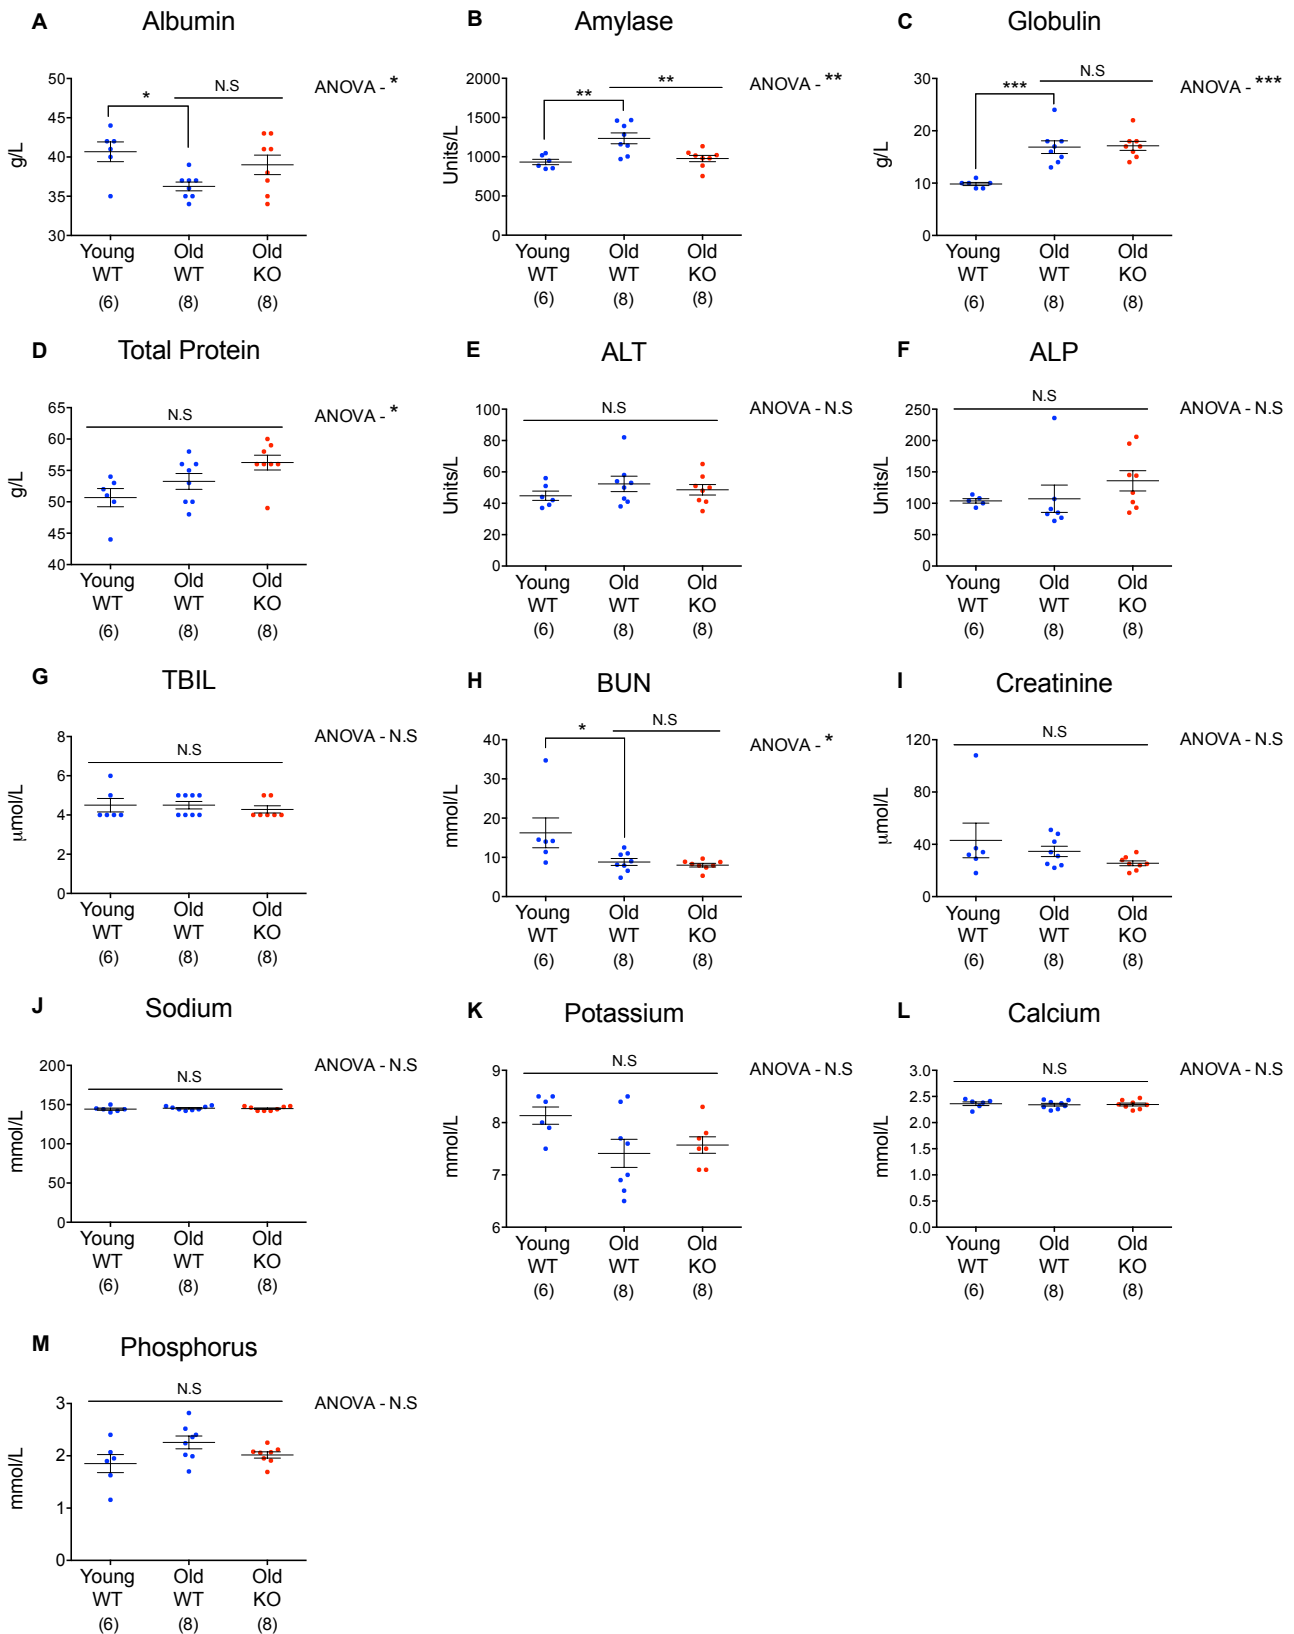 A Albumin
50
45
40
35
30
g/L
*
N.S
ANOVA - *
Young WT (6)
Old WT (8)
Old KO (8)
B Amylase
2000
1500
1000
500
0
Units/L
**
**
ANOVA - **
Young WT (6)
Old WT (8)
Old KO (8)
C Globulin
30
20
10
0
g/L
***
N.S
ANOVA - ***
Young WT (6)
Old WT (8)
Old KO (8)
D Total Protein
65
60
55
50
45
40
g/L
N.S
ANOVA - *
Young WT (6)
Old WT (8)
Old KO (8)
E ALT
100
80
60
40
20
0
Units/L
N.S
ANOVA - N.S
Young WT (6)
Old WT (8)
Old KO (8)
F ALP
250
200
150
100
50
0
Units/L
N.S
ANOVA - N.S
Young WT (6)
Old WT (8)
Old KO (8)
G TBIL
8
6
4
2
0
μmol/L
N.S
ANOVA - N.S
Young WT (6)
Old WT (8)
Old KO (8)
H BUN
40
30
20
10
0
mmol/L
*
N.S
ANOVA - *
Young WT (6)
Old WT (8)
Old KO (8)
I Creatinine
120
80
40
0
μmol/L
N.S
ANOVA - N.S
Young WT (6)
Old WT (8)
Old KO (8)
J Sodium
200
150
100
50
0
mmol/L
N.S
ANOVA - N.S
Young WT (6)
Old WT (8)
Old KO (8)
K Potassium
9
8
7
6
mmol/L
N.S
ANOVA - N.S
Young WT (6)
Old WT (8)
Old KO (8)
L Calcium
3.0
2.5
2.0
1.5
1.0
0.5
0.0
mmol/L
N.S
ANOVA - N.S
Young WT (6)
Old WT (8)
Old KO (8)
M Phosphorus
3
2
1
0
mmol/L
N.S
ANOVA - N.S
Young WT (6)
Old WT (8)
Old KO (8)